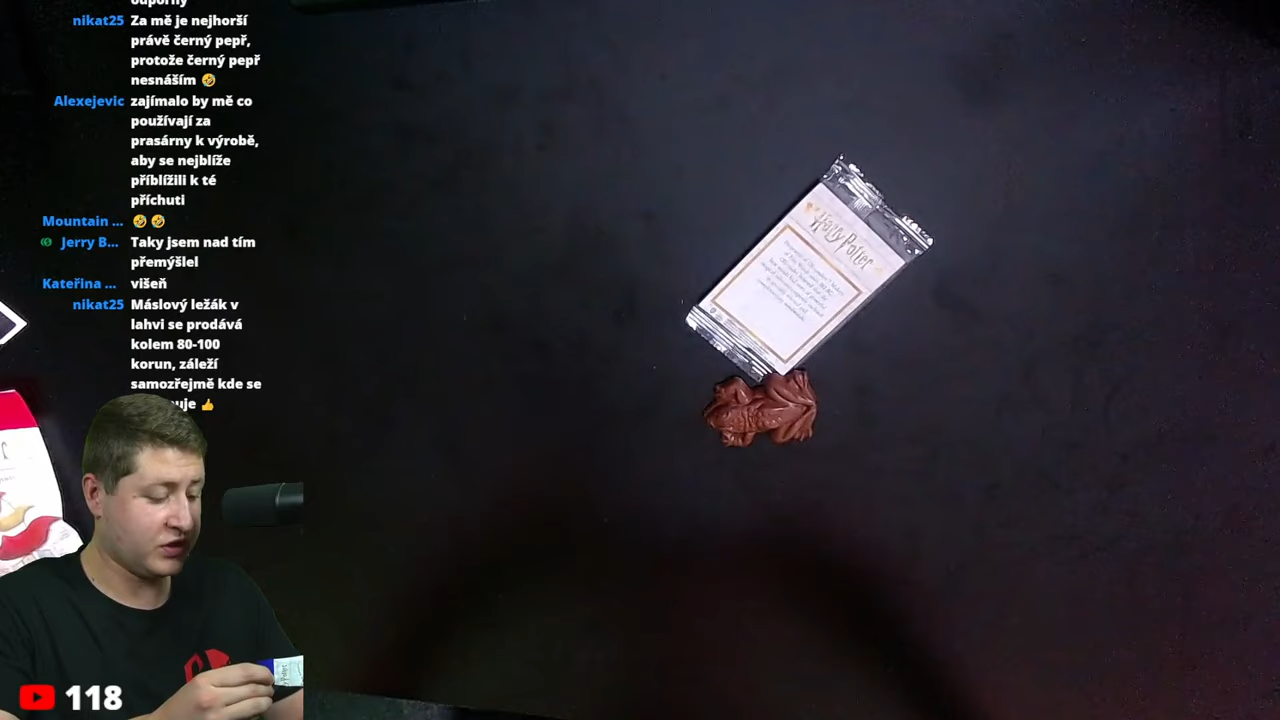 nikat25 Za mě je nejhorší
právě černý pepř,
protože černý pepř
nesnáším 🤣
Alexejevic zajímalo by mě co
používají za
prasárny k výrobě,
aby se nejblíže
příblížili k té
příchuti
Mountain ... 🤣 🤣
Jerry B... Taky jsem nad tím
přemýšlel
Kateřina ... višeň
nikat25 Máslový ležák v
lahvi se prodává
kolem 80-100
korun, záleží
samozřejmě kde se
uje 👍
Harry Potter
118